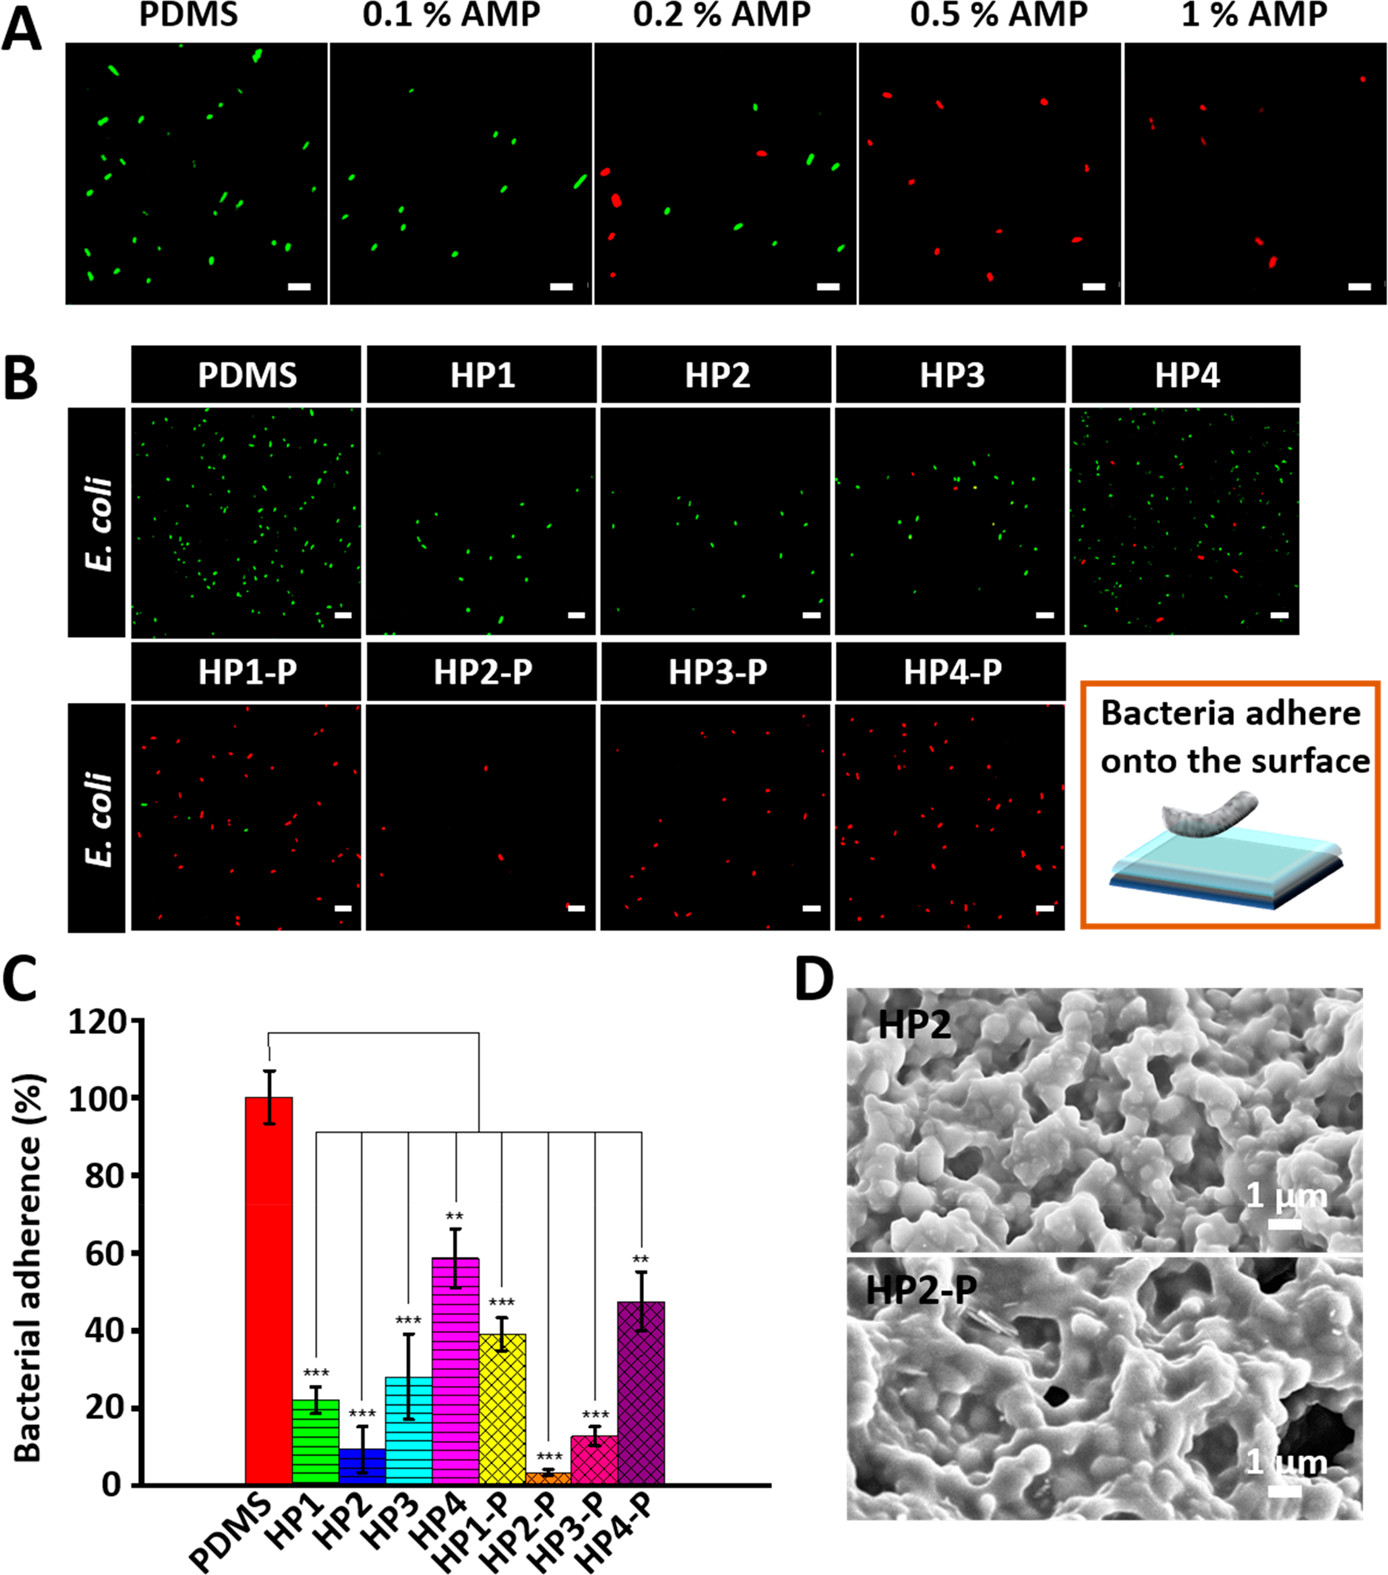 A
PDMS
0.1 % AMP
0.2 % AMP
0.5 % AMP
1 % AMP
B
PDMS
HP1
HP2
HP3
HP4
E. coli
HP1-P
HP2-P
HP3-P
HP4-P
E. coli
Bacteria adhere
onto the surface
C
Bacterial adherence (%)
120
100
80
60
40
20
0
***
***
***
**
***
***
***
**
PDMS
HP1
HP2
HP3
HP4
HP1-P
HP2-P
HP3-P
HP4-P
D
HP2
1 μm
HP2-P
1 μm